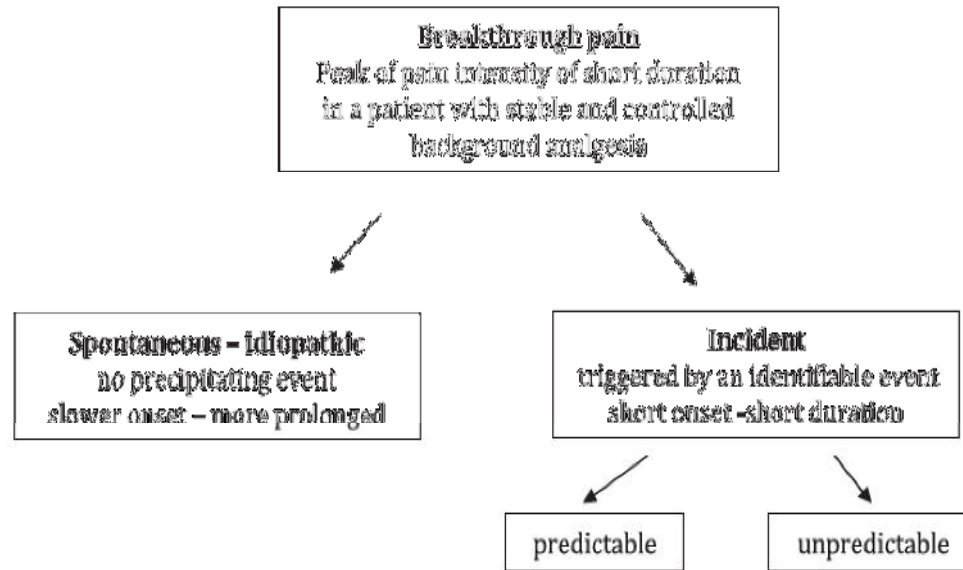 Breakthrough pain
Peak of pain intensity of short duration
in a patient with stable and controlled
background analgesis
Spontaneous – idiopathic
no precipitating event
slower onset – more prolonged
Incident
triggered by an identifiable event
short onset -short duration
predictable
unpredictable